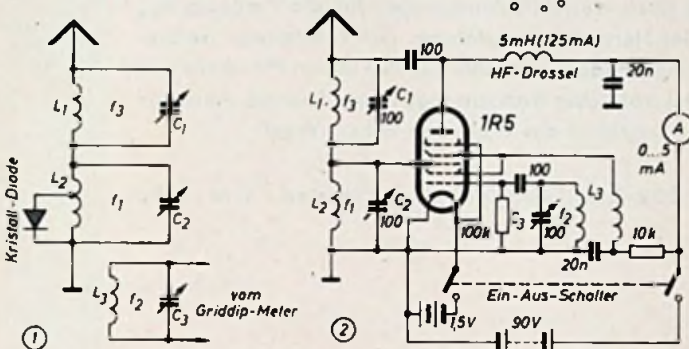 5mH(125mA)
HF-Drossel
100
20n
L₁
f₃
C₁
L₁
f₃
C₁
100
1R5
A
0...5
mA
Kristall-Diode
L₂
f₁
C₂
L₂
f₁
C₂
100
100
100k
C₃
f₂
100
L₃
20n
10k
L₃
f₂
C₃
vom
Griddip-Meter
Ein-Aus-Schalter
1,5V
90V
1
2